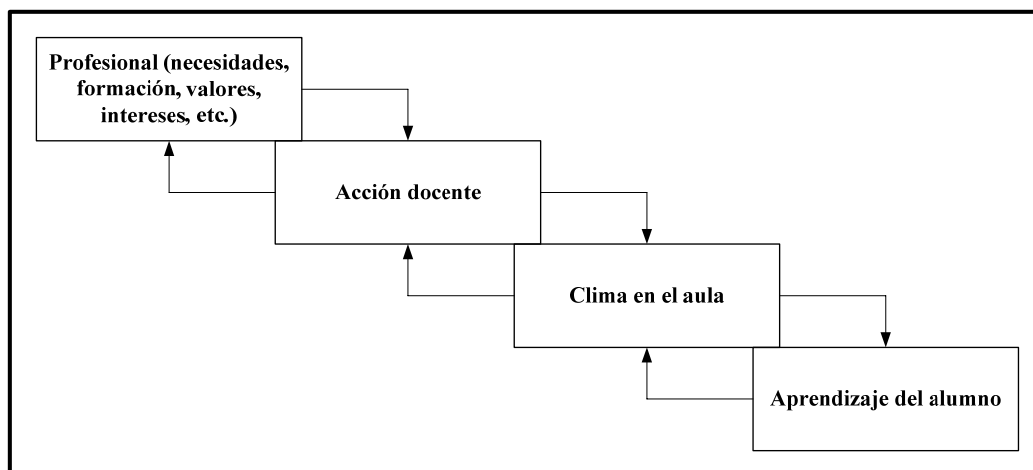 Profesional (necesidades,
formación, valores,
intereses, etc.)
Acción docente
Clima en el aula
Aprendizaje del alumno